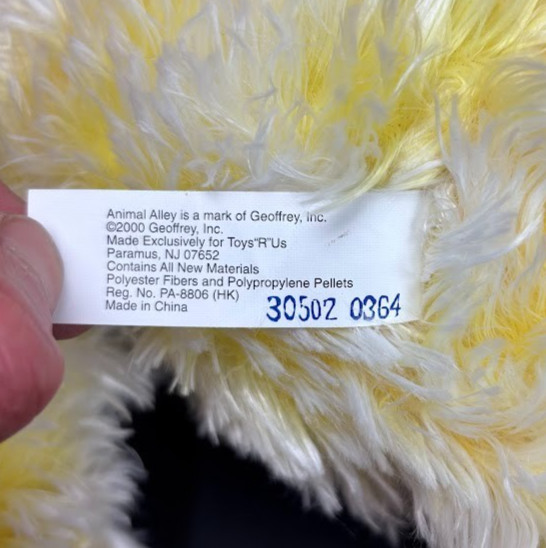 Animal Alley is a mark of Geoffrey, Inc.
©2000 Geoffrey, Inc.
Made Exclusively for Toys"R"Us
Paramus, NJ 07652
Contains All New Materials
Polyester Fibers and Polypropylene Pellets
Reg. No. PA-8806 (HK)
Made in China
30502 0364